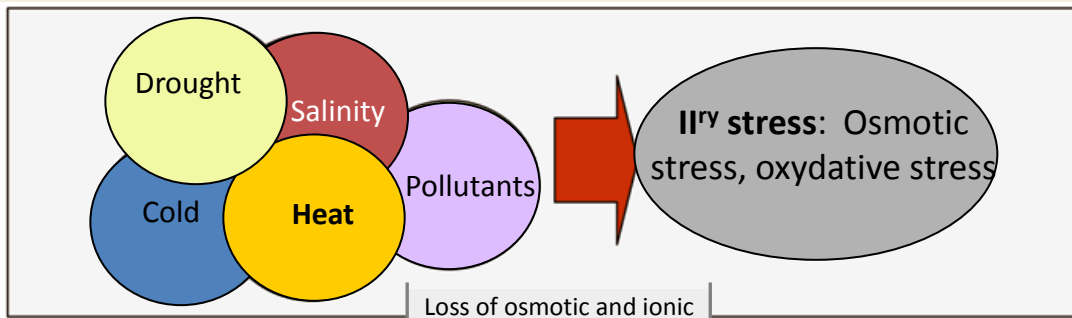 Drought
Salinity
Cold
Heat
Pollutants
IIʳʸ stress: Osmotic
stress, oxydative stress
Loss of osmotic and ionic